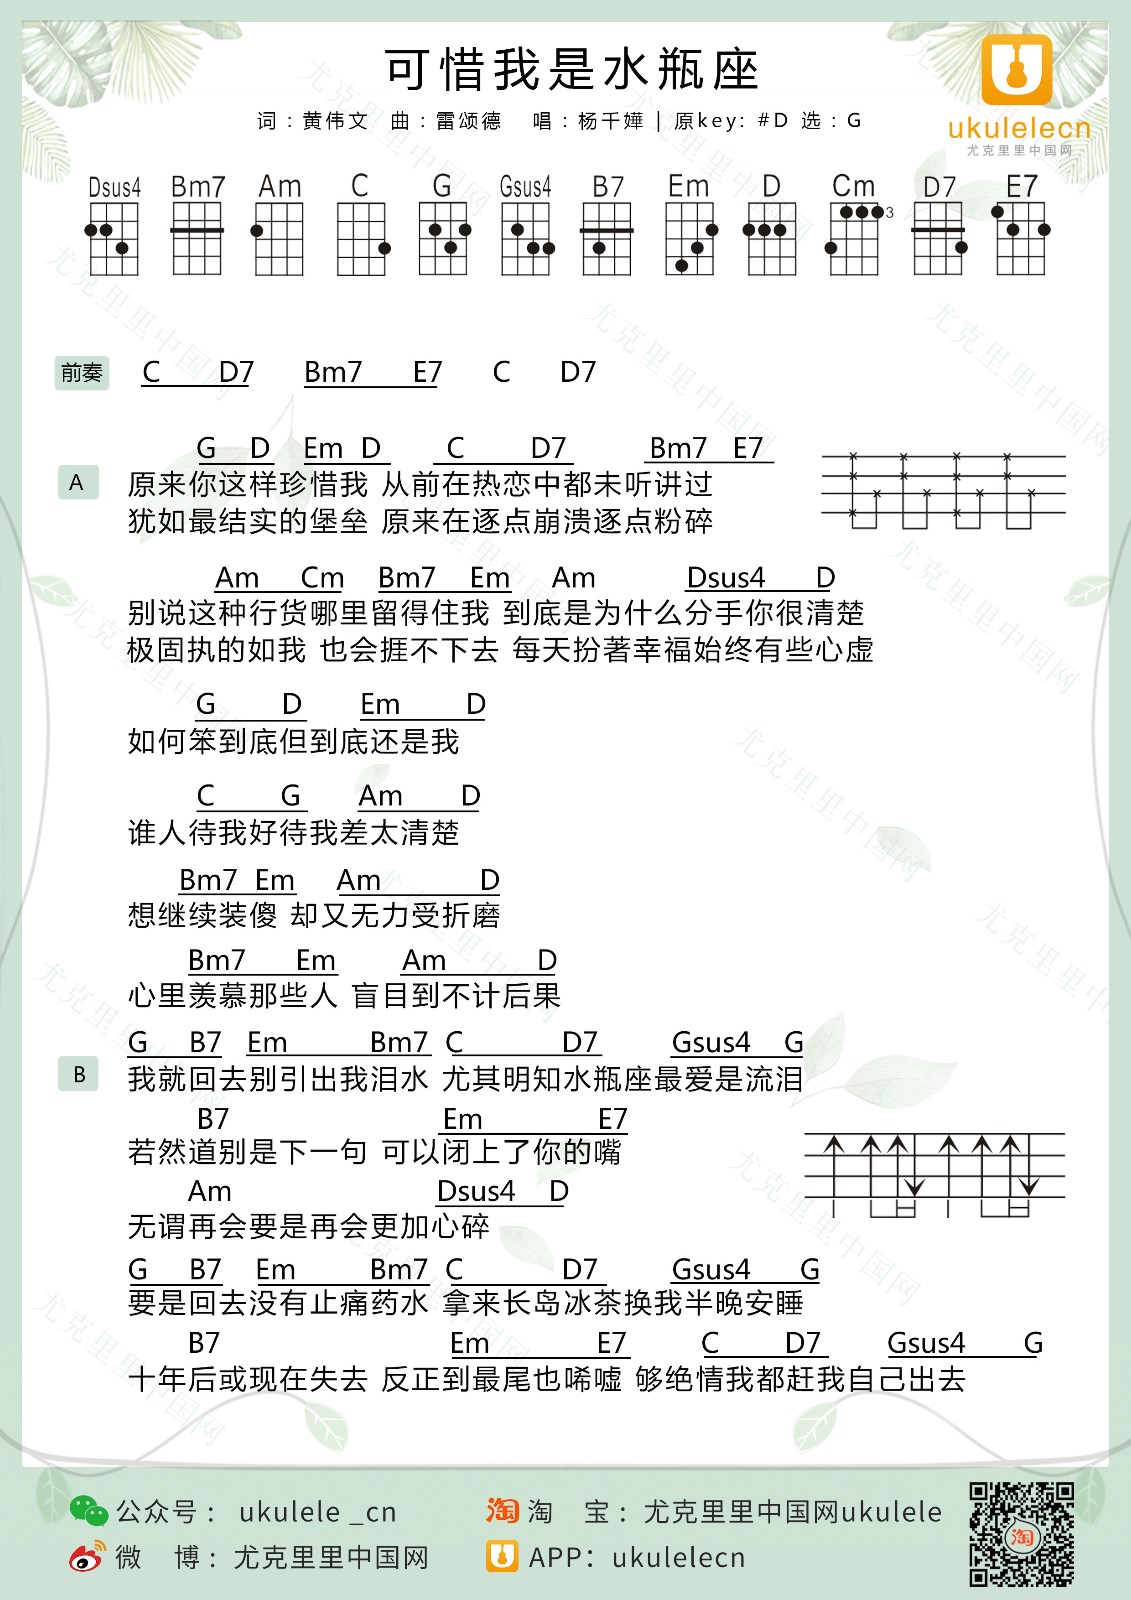 可惜我是水瓶座
词：黄伟文 曲：雷颂德 唱：杨千嬅 | 原key: #D 选：G
ukulelecn
尤克里里中国网
Dsus4 Bm7 Am C G Gsus4 B7 Em D Cm D7 E7
3
前奏 C D7 Bm7 E7 C D7
G D Em D C D7 Bm7 E7
A 原来你这样珍惜我 从前在热恋中都未听讲过
犹如最结实的堡垒 原来在逐点崩溃逐点粉碎
Am Cm Bm7 Em Am Dsus4 D
别说这种行货哪里留得住我 到底是为什么分手你很清楚
极固执的如我 也会捱不下去 每天扮著幸福始终有些心虚
G D Em D
如何笨到底但到底还是我
C G Am D
谁人待我好待我差太清楚
Bm7 Em Am D
想继续装傻 却又无力受折磨
Bm7 Em Am D
心里羡慕那些人 盲目到不计后果
G B7 Em Bm7 C D7 Gsus4 G
B 我就回去别引出我泪水 尤其明知水瓶座最爱是流泪
B7 Em E7
若然道别是下一句 可以闭上了你的嘴
Am Dsus4 D
无谓再会要是再会更加心碎
G B7 Em Bm7 C D7 Gsus4 G
要是回去没有止痛药水 拿来长岛冰茶换我半晚安睡
B7 Em E7 C D7 Gsus4 G
十年后或现在失去 反正到最尾也唏嘘 够绝情我都赶我自己出去
公众号： ukulele _cn
淘 淘 宝：尤克里里中国网ukulele
微 博：尤克里里中国网
APP：ukulelecn
淘
尤克里里中国网